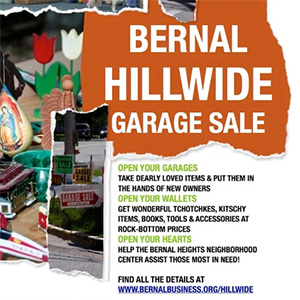 BERNAL
HILLWIDE
GARAGE SALE
OPEN YOUR GARAGES
TAKE DEARLY LOVED ITEMS & PUT THEM IN
THE HANDS OF NEW OWNERS
OPEN YOUR WALLETS
GET WONDERFUL TCHOTCHKES, KITSCHY
ITEMS, BOOKS, TOOLS & ACCESSORIES AT
ROCK-BOTTOM PRICES
OPEN YOUR HEARTS
HELP THE BERNAL HEIGHTS NEIGHBORHOOD
CENTER ASSIST THOSE MOST IN NEED!
FIND ALL THE DETAILS AT
WWW.BERNALBUSINESS.ORG/HILLWIDE
GARAGE SALE